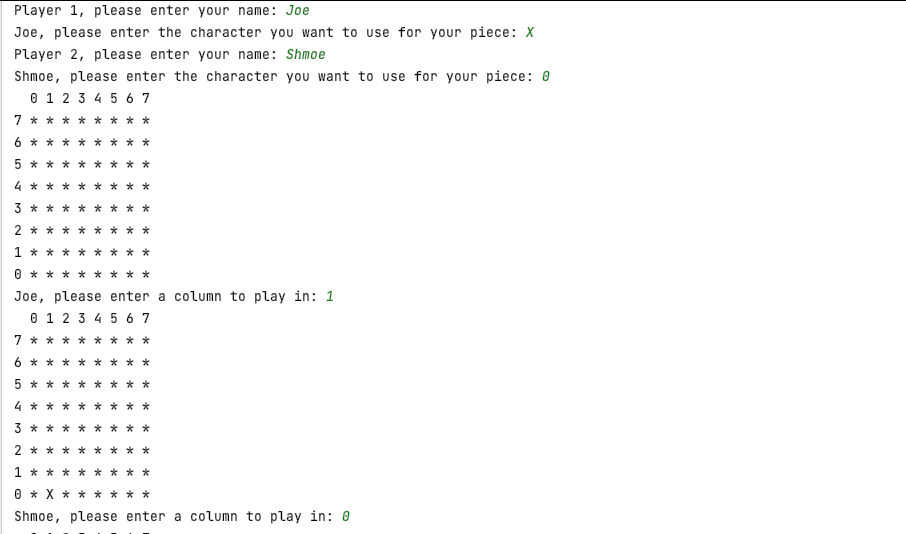 Player 1, please enter your name: Joe
Joe, please enter the character you want to use for your piece: X
Player 2, please enter your name: Shmoe
Shmoe, please enter the character you want to use for your piece: 0
  0 1 2 3 4 5 6 7
7 * * * * * * * *
6 * * * * * * * *
5 * * * * * * * *
4 * * * * * * * *
3 * * * * * * * *
2 * * * * * * * *
1 * * * * * * * *
0 * * * * * * * *
Joe, please enter a column to play in: 1
  0 1 2 3 4 5 6 7
7 * * * * * * * *
6 * * * * * * * *
5 * * * * * * * *
4 * * * * * * * *
3 * * * * * * * *
2 * * * * * * * *
1 * * * * * * * *
0 * X * * * * * *
Shmoe, please enter a column to play in: 0